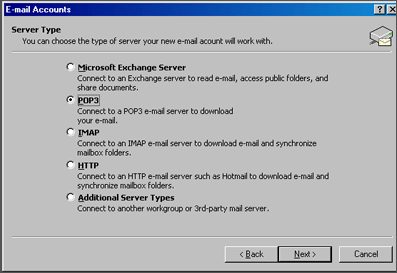 E-mail Accounts
Server Type
You can choose the type of server your new e-mail acount will work with.
Microsoft Exchange Server
Connect to an Exchange server to read e-mail, access public folders, and
share documents.
POP3
Connect to a POP3 e-mail server to download
your e-mail.
IMAP
Connect to an IMAP e-mail server to download e-mail and synchronize
mailbox folders.
HTTP
Connect to an HTTP e-mail server such as Hotmail to download e-mail and
synchronize mailbox folders.
Additional Server Types
Connect to another workgroup or 3rd-party mail server.
< Back Next > Cancel